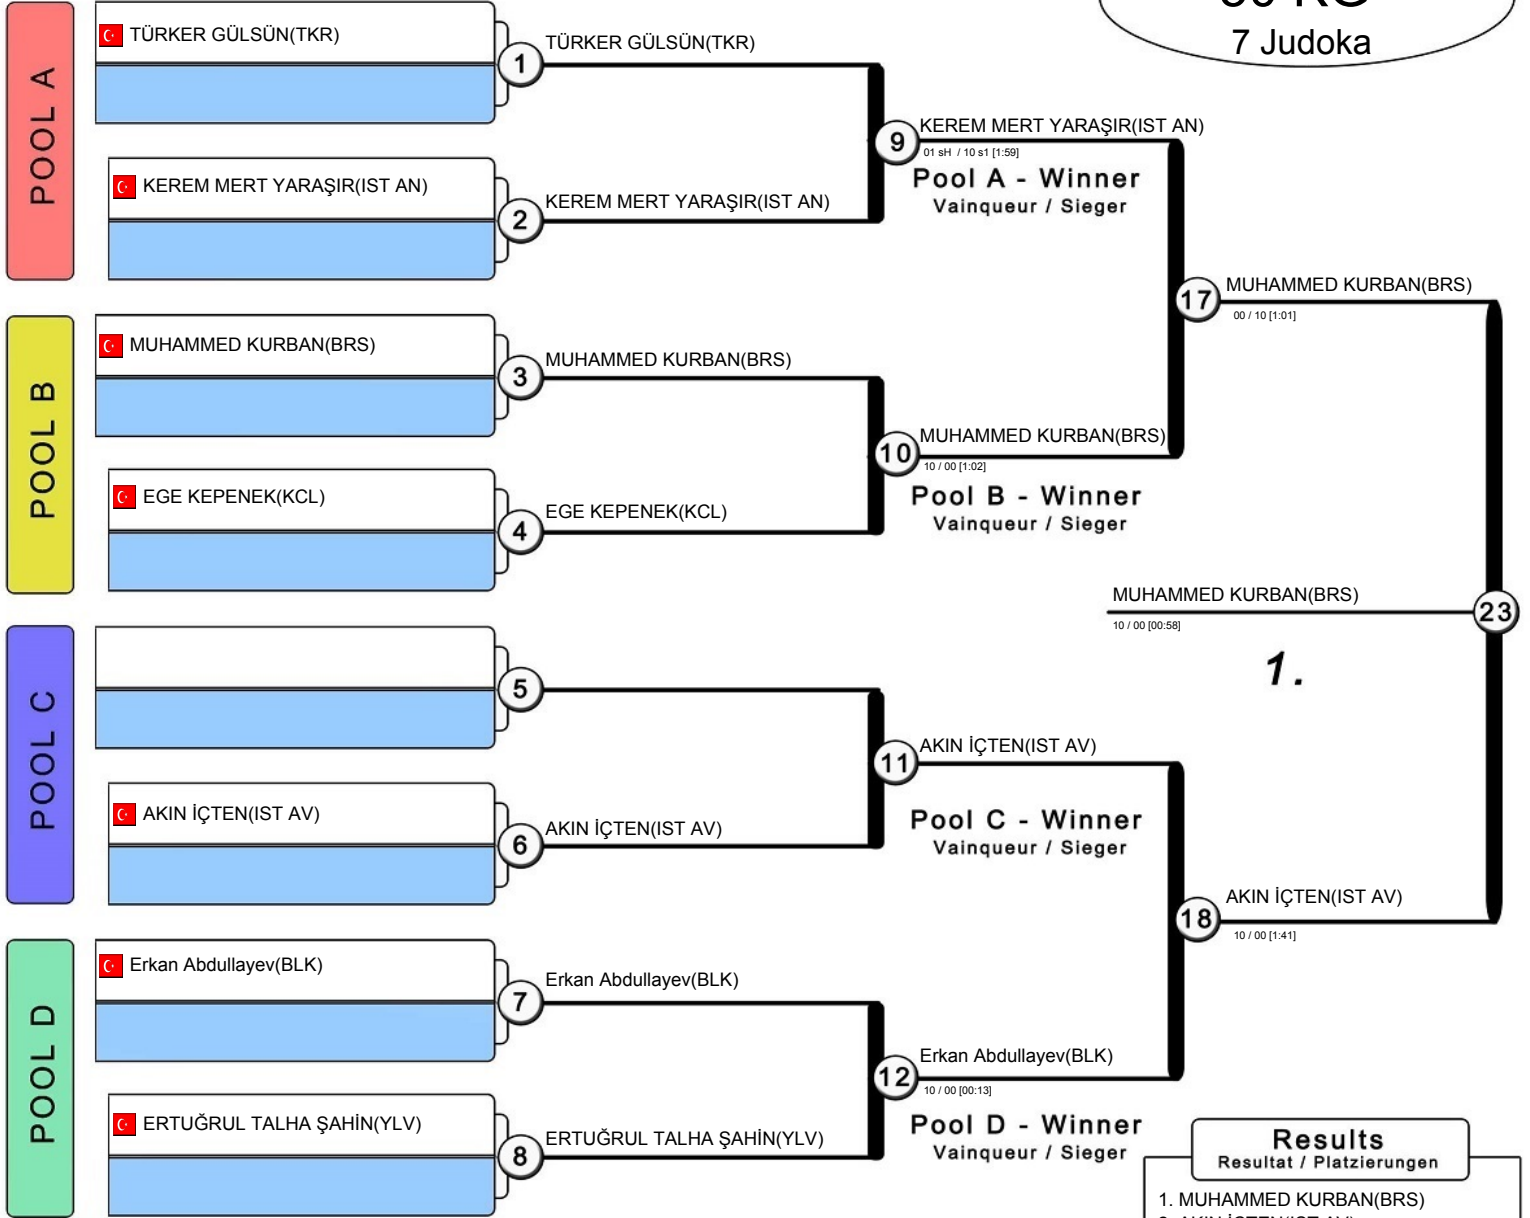 KG
7 Judoka
POOL A
TÜRKER GÜLSÜN(TKR)
1
TÜRKER GÜLSÜN(TKR)
KEREM MERT YARAŞIR(IST AN)
2
KEREM MERT YARAŞIR(IST AN)
9
KEREM MERT YARAŞIR(IST AN)
01 sH / 10 s1 [1:59]
Pool A - Winner
Vainqueur / Sieger
POOL B
MUHAMMED KURBAN(BRS)
3
MUHAMMED KURBAN(BRS)
EGE KEPENEK(KCL)
4
EGE KEPENEK(KCL)
10
MUHAMMED KURBAN(BRS)
10 / 00 [1:02]
Pool B - Winner
Vainqueur / Sieger
17
MUHAMMED KURBAN(BRS)
00 / 10 [1:01]
MUHAMMED KURBAN(BRS)
10 / 00 [00:58]
23
1.
POOL C
5
AKIN İÇTEN(IST AV)
6
AKIN İÇTEN(IST AV)
11
AKIN İÇTEN(IST AV)
Pool C - Winner
Vainqueur / Sieger
18
AKIN İÇTEN(IST AV)
10 / 00 [1:41]
POOL D
Erkan Abdullayev(BLK)
7
Erkan Abdullayev(BLK)
ERTUĞRUL TALHA ŞAHİN(YLV)
8
ERTUĞRUL TALHA ŞAHİN(YLV)
12
Erkan Abdullayev(BLK)
10 / 00 [00:13]
Pool D - Winner
Vainqueur / Sieger
Results
Resultat / Platzierungen
1. MUHAMMED KURBAN(BRS)